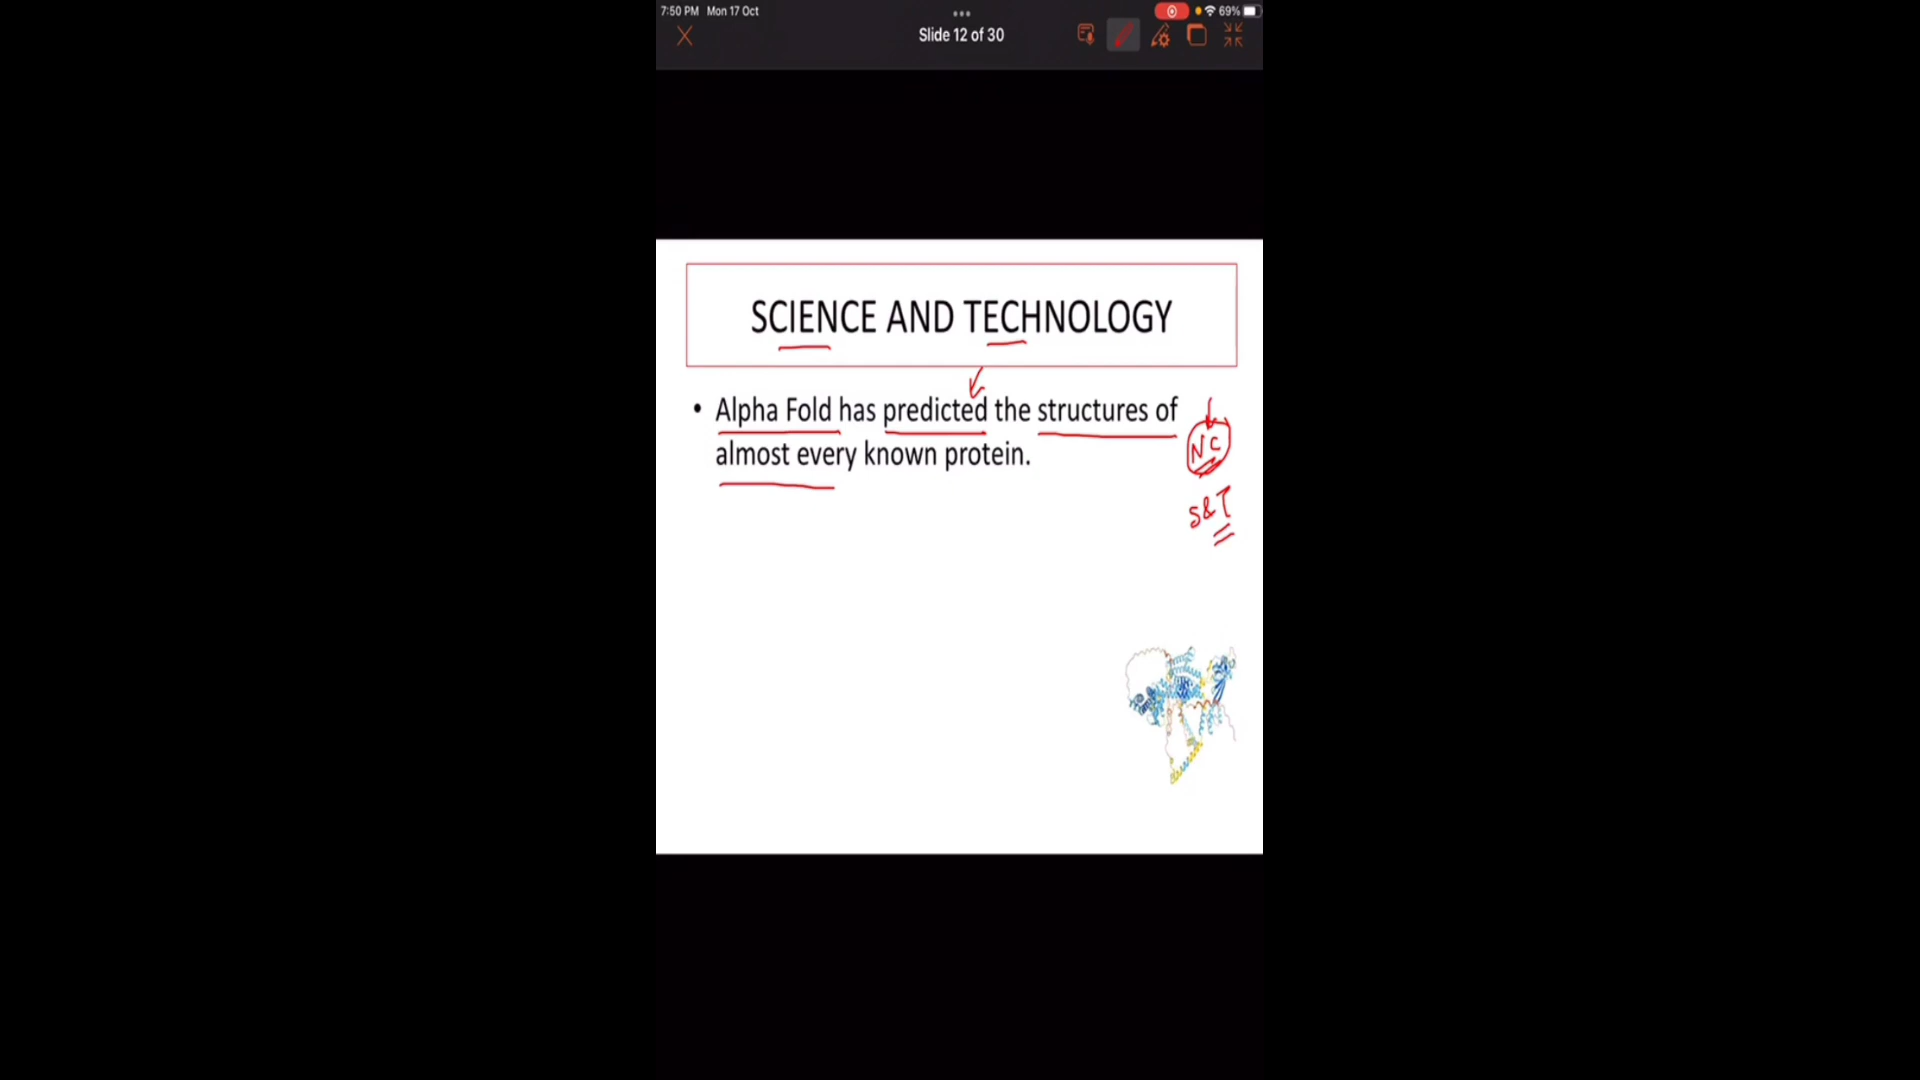 7:50 PM Mon 17 Oct
69%
Slide 12 of 30
SCIENCE AND TECHNOLOGY
• Alpha Fold has predicted the structures of
almost every known protein.
NC
S&T